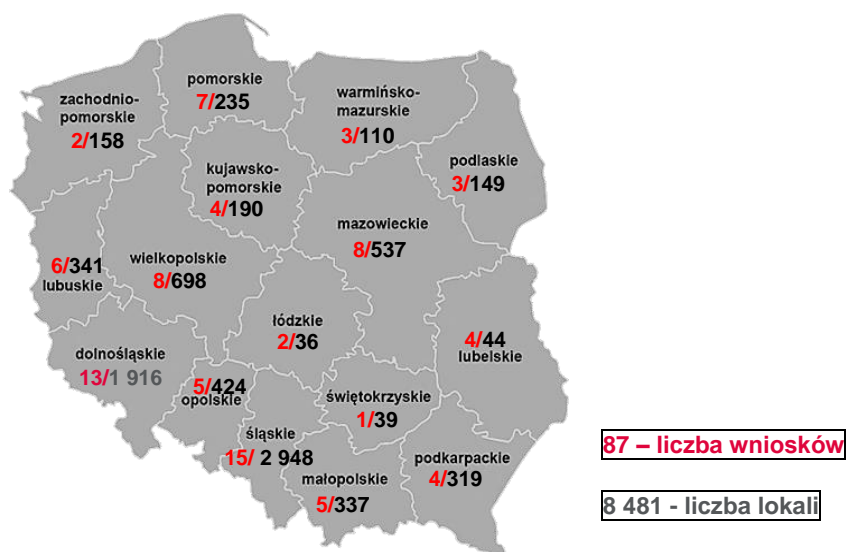 pomorskie
7/235
zachodnio-
pomorskie
2/158
warmińsko-
mazurskie
3/110
podlaskie
3/149
kujawsko-
pomorskie
4/190
mazowieckie
8/537
6/341
lubuskie
wielkopolskie
8/698
łódzkie
2/36
4/44
lubelskie
dolnośląskie
13/1 916
5/424
opolskie
świętokrzyskie
1/39
śląskie
15/ 2 948
małopolskie
5/337
podkarpackie
4/319
87 – liczba wniosków
8 481 - liczba lokali